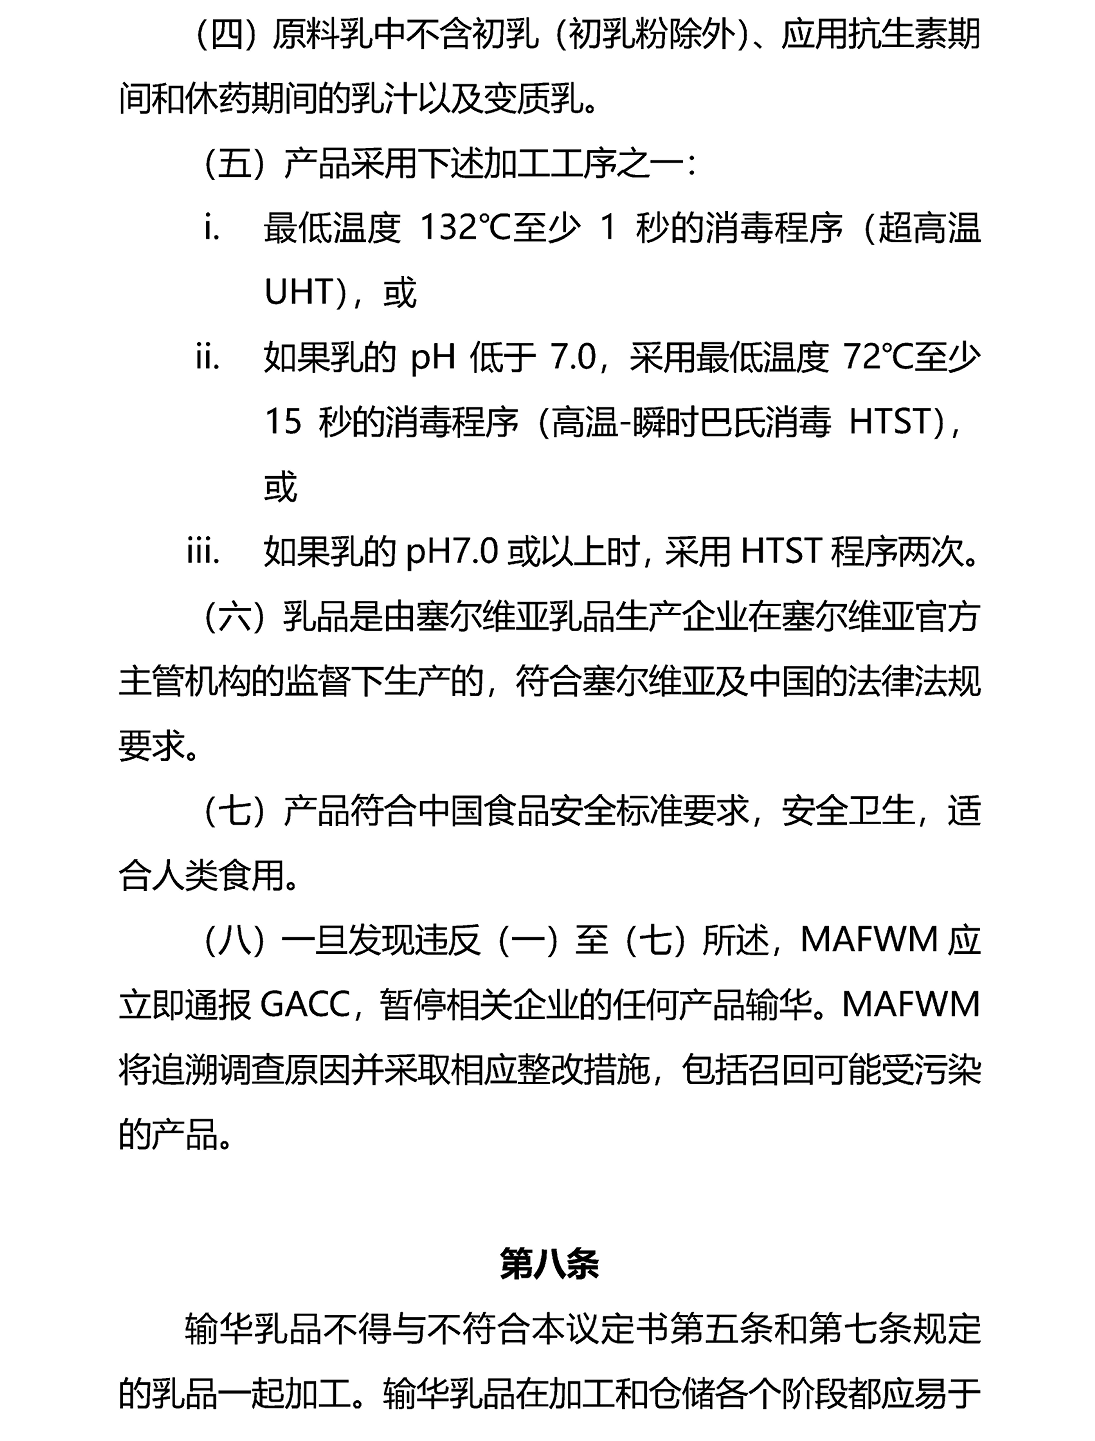 （四）原料乳中不含初乳（初乳粉除外）、应用抗生素期
间和休药期间的乳汁以及变质乳。
（五）产品采用下述加工工序之一：
i. 最低温度 132℃至少 1 秒的消毒程序（超高温
UHT），或
ii. 如果乳的 pH 低于 7.0，采用最低温度 72℃至少
15 秒的消毒程序（高温-瞬时巴氏消毒 HTST），
或
iii. 如果乳的 pH7.0 或以上时，采用 HTST 程序两次。
（六）乳品是由塞尔维亚乳品生产企业在塞尔维亚官方
主管机构的监督下生产的，符合塞尔维亚及中国的法律法规
要求。
（七）产品符合中国食品安全标准要求，安全卫生，适
合人类食用。
（八）一旦发现违反（一）至（七）所述，MAFWM 应
立即通报 GACC，暂停相关企业的任何产品输华。MAFWM
将追溯调查原因并采取相应整改措施，包括召回可能受污染
的产品。
第八条
输华乳品不得与不符合本议定书第五条和第七条规定
的乳品一起加工。输华乳品在加工和仓储各个阶段都应易于